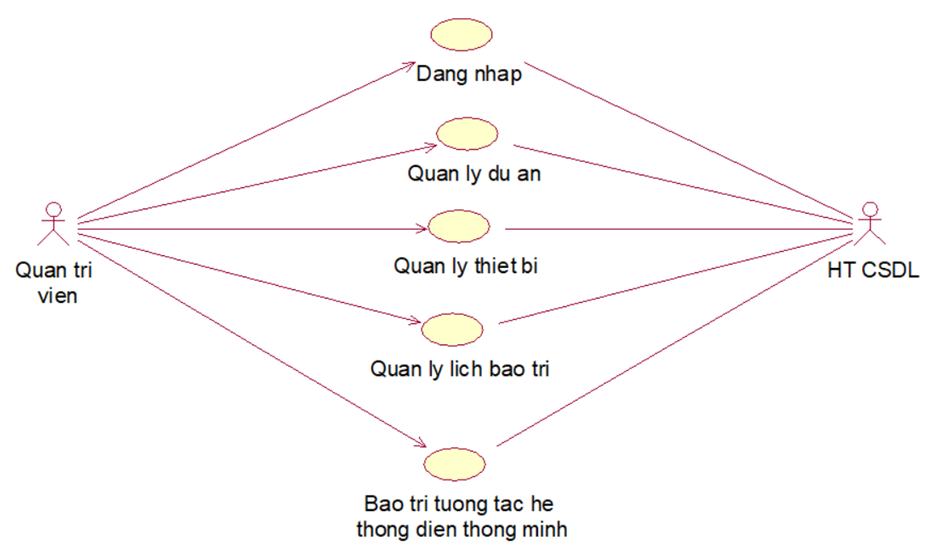 Dang nhap
Quan ly du an
Quan tri
vien
Quan ly thiet bi
HT CSDL
Quan ly lich bao tri
Bao tri tuong tac he
thong dien thong minh